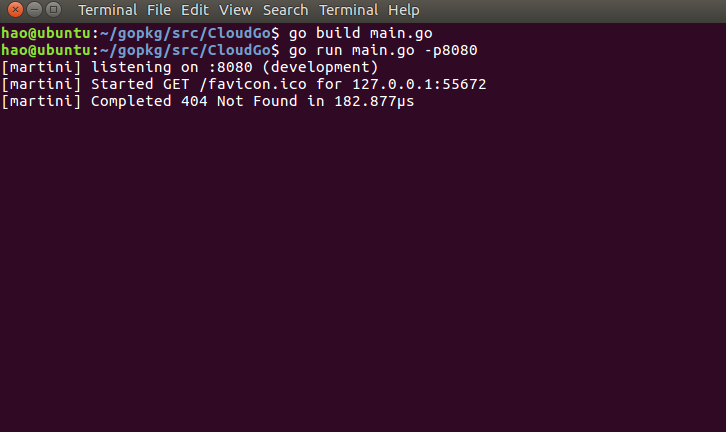 Terminal File Edit View Search Terminal Help
hao@ubuntu:~/gopkg/src/CloudGo$ go build main.go
hao@ubuntu:~/gopkg/src/CloudGo$ go run main.go -p8080
[martini] listening on :8080 (development)
[martini] Started GET /favicon.ico for 127.0.0.1:55672
[martini] Completed 404 Not Found in 182.877µs